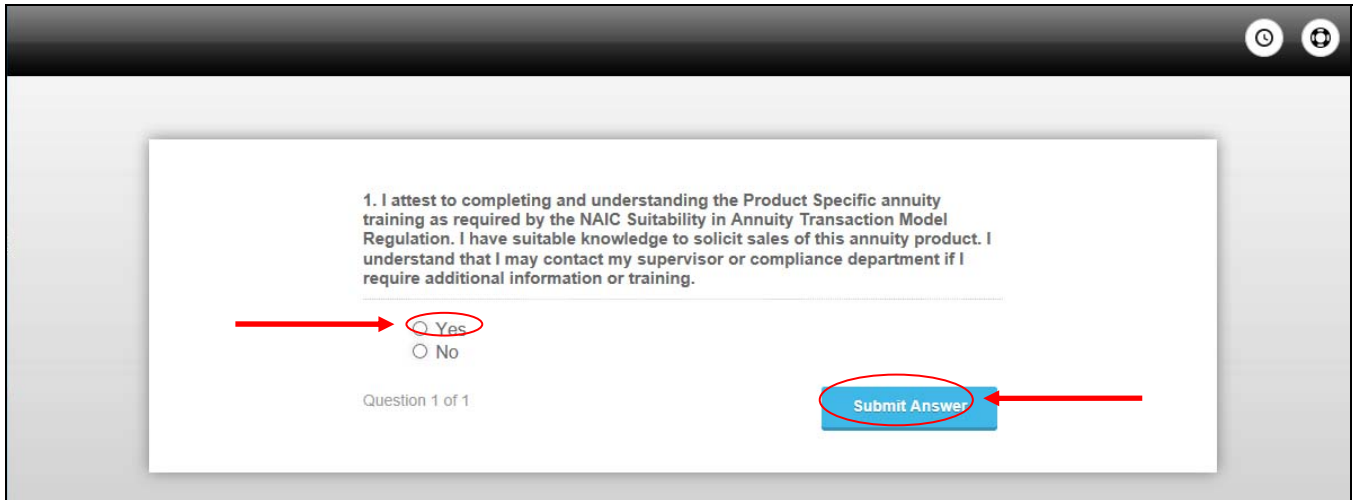 1. I attest to completing and understanding the Product Specific annuity
training as required by the NAIC Suitability in Annuity Transaction Model
Regulation. I have suitable knowledge to solicit sales of this annuity product. I
understand that I may contact my supervisor or compliance department if I
require additional information or training.
Yes
No
Question 1 of 1
Submit Answer